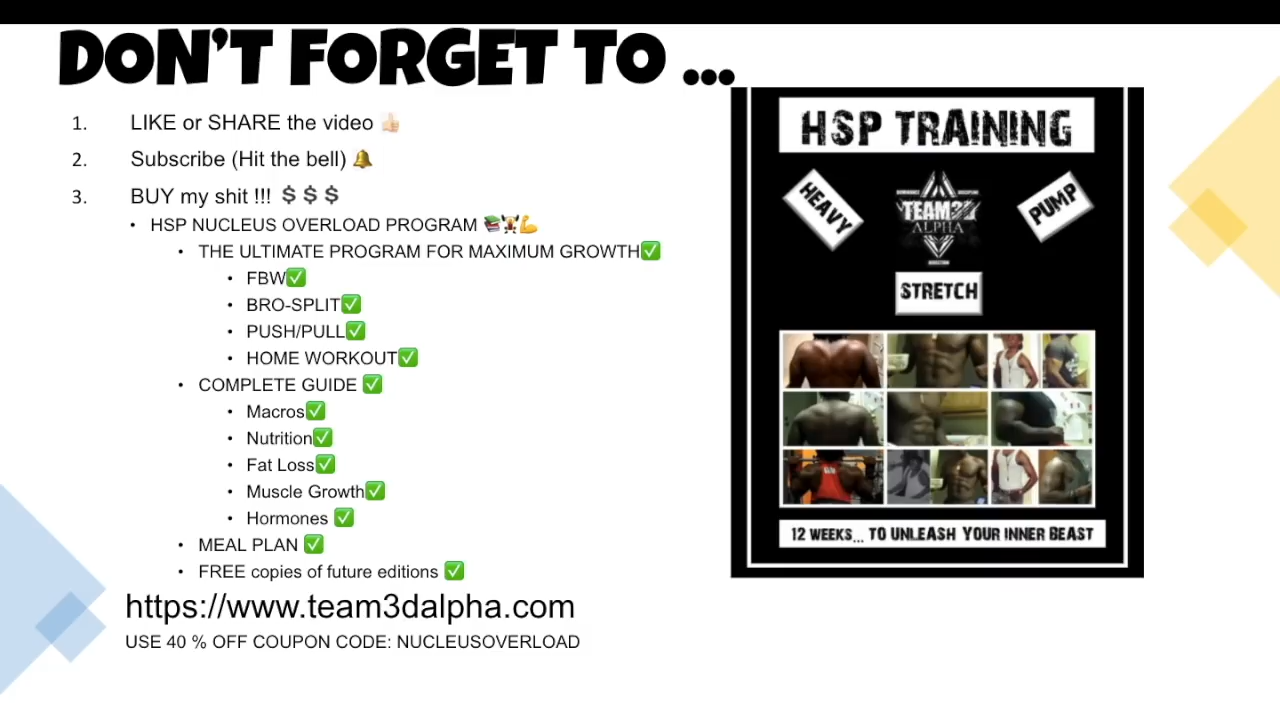 DON'T FORGET TO ...
1. LIKE or SHARE the video 👍🏻
2. Subscribe (Hit the bell) 🔔
3. BUY my shit !!! $ $ $
• HSP NUCLEUS OVERLOAD PROGRAM 📚🏋💪
• THE ULTIMATE PROGRAM FOR MAXIMUM GROWTH✅
• FBW✅
• BRO-SPLIT✅
• PUSH/PULL✅
• HOME WORKOUT✅
• COMPLETE GUIDE ✅
• Macros✅
• Nutrition✅
• Fat Loss✅
• Muscle Growth✅
• Hormones ✅
• MEAL PLAN ✅
• FREE copies of future editions ✅
https://www.team3dalpha.com
USE 40 % OFF COUPON CODE: NUCLEUSOVERLOAD
HSP TRAINING
HEAVY
TEAM3D
ALPHA
PUMP
STRETCH
12 WEEKS... TO UNLEASH YOUR INNER BEAST